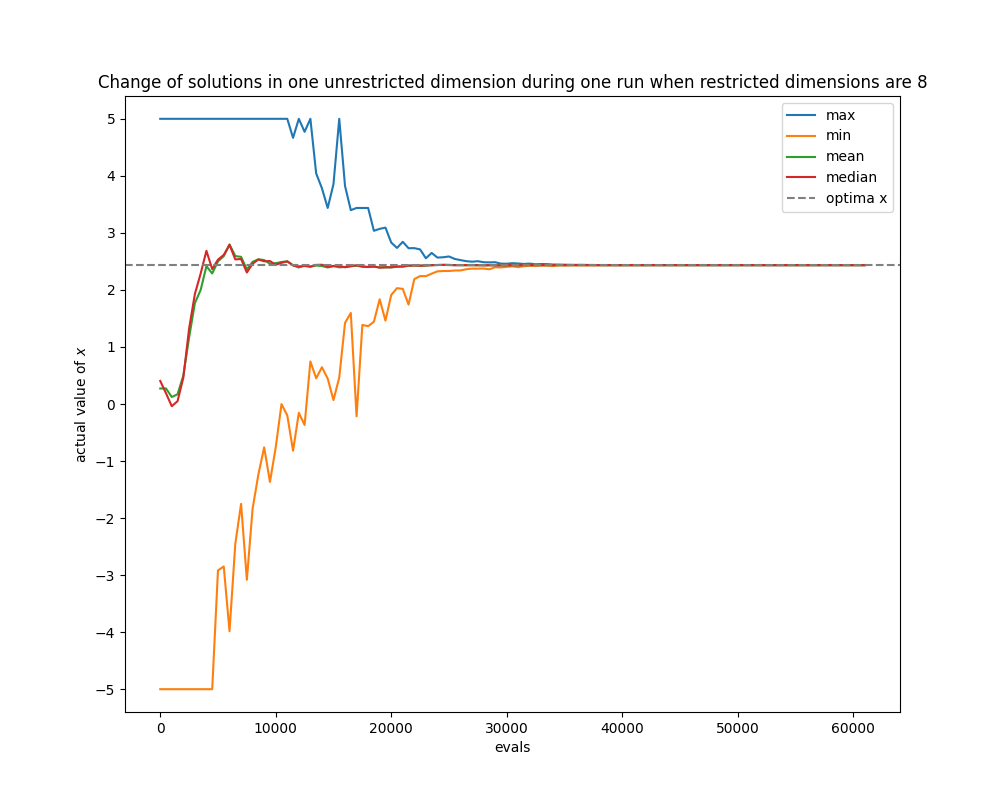 Change of solutions in one unrestricted dimension during one run when restricted dimensions are 8
max
min
mean
median
optima x
5
4
3
2
1
0
−1
−2
−3
−4
−5
actual value of x
0 10000 20000 30000 40000 50000 60000
evals